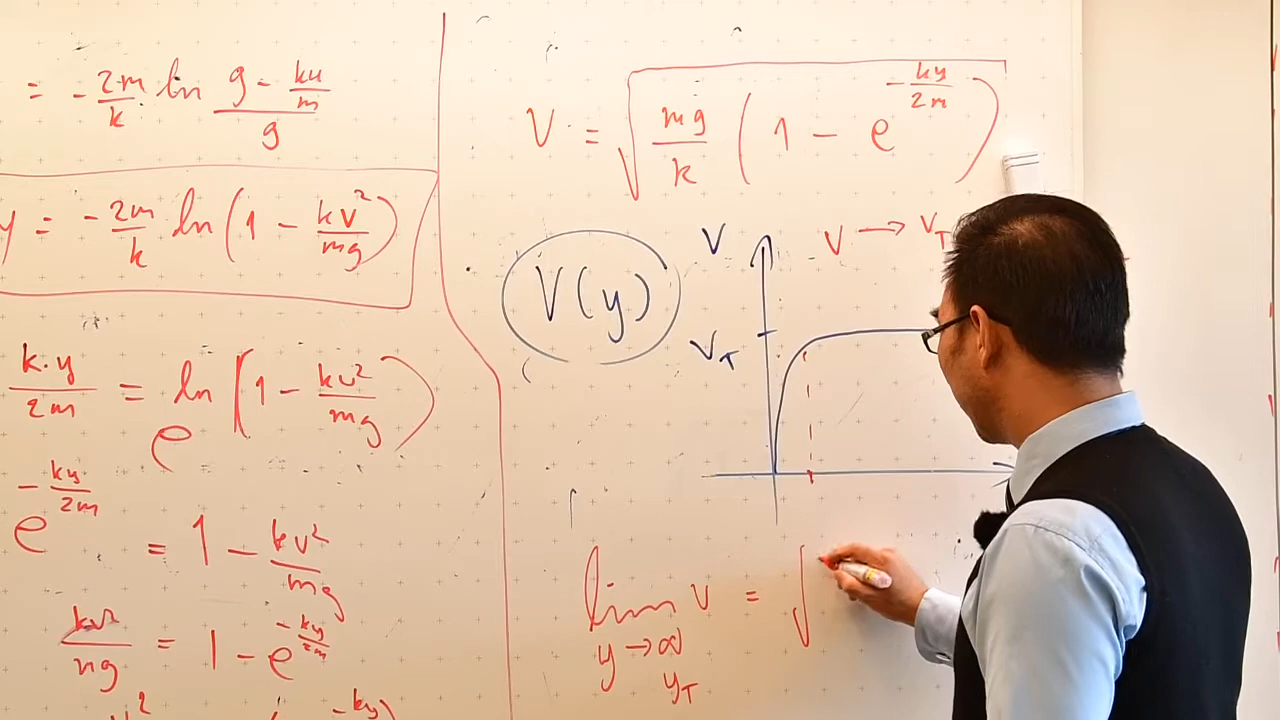 = - 2m/k ln (g - ku/m)/g
y = - 2m/k ln(1 - kv²/mg)
k.y/2m = ln(1 - kv²/mg)
e
e^(-ky/2m) = 1 - kv²/mg
kv²/mg = 1 - e^(-ky/2m)
V = √(mg/k (1 - e^(-ky/2m)))
V
V → V_T
V(y)
V_T
lim V = √
y → ∞
y_T